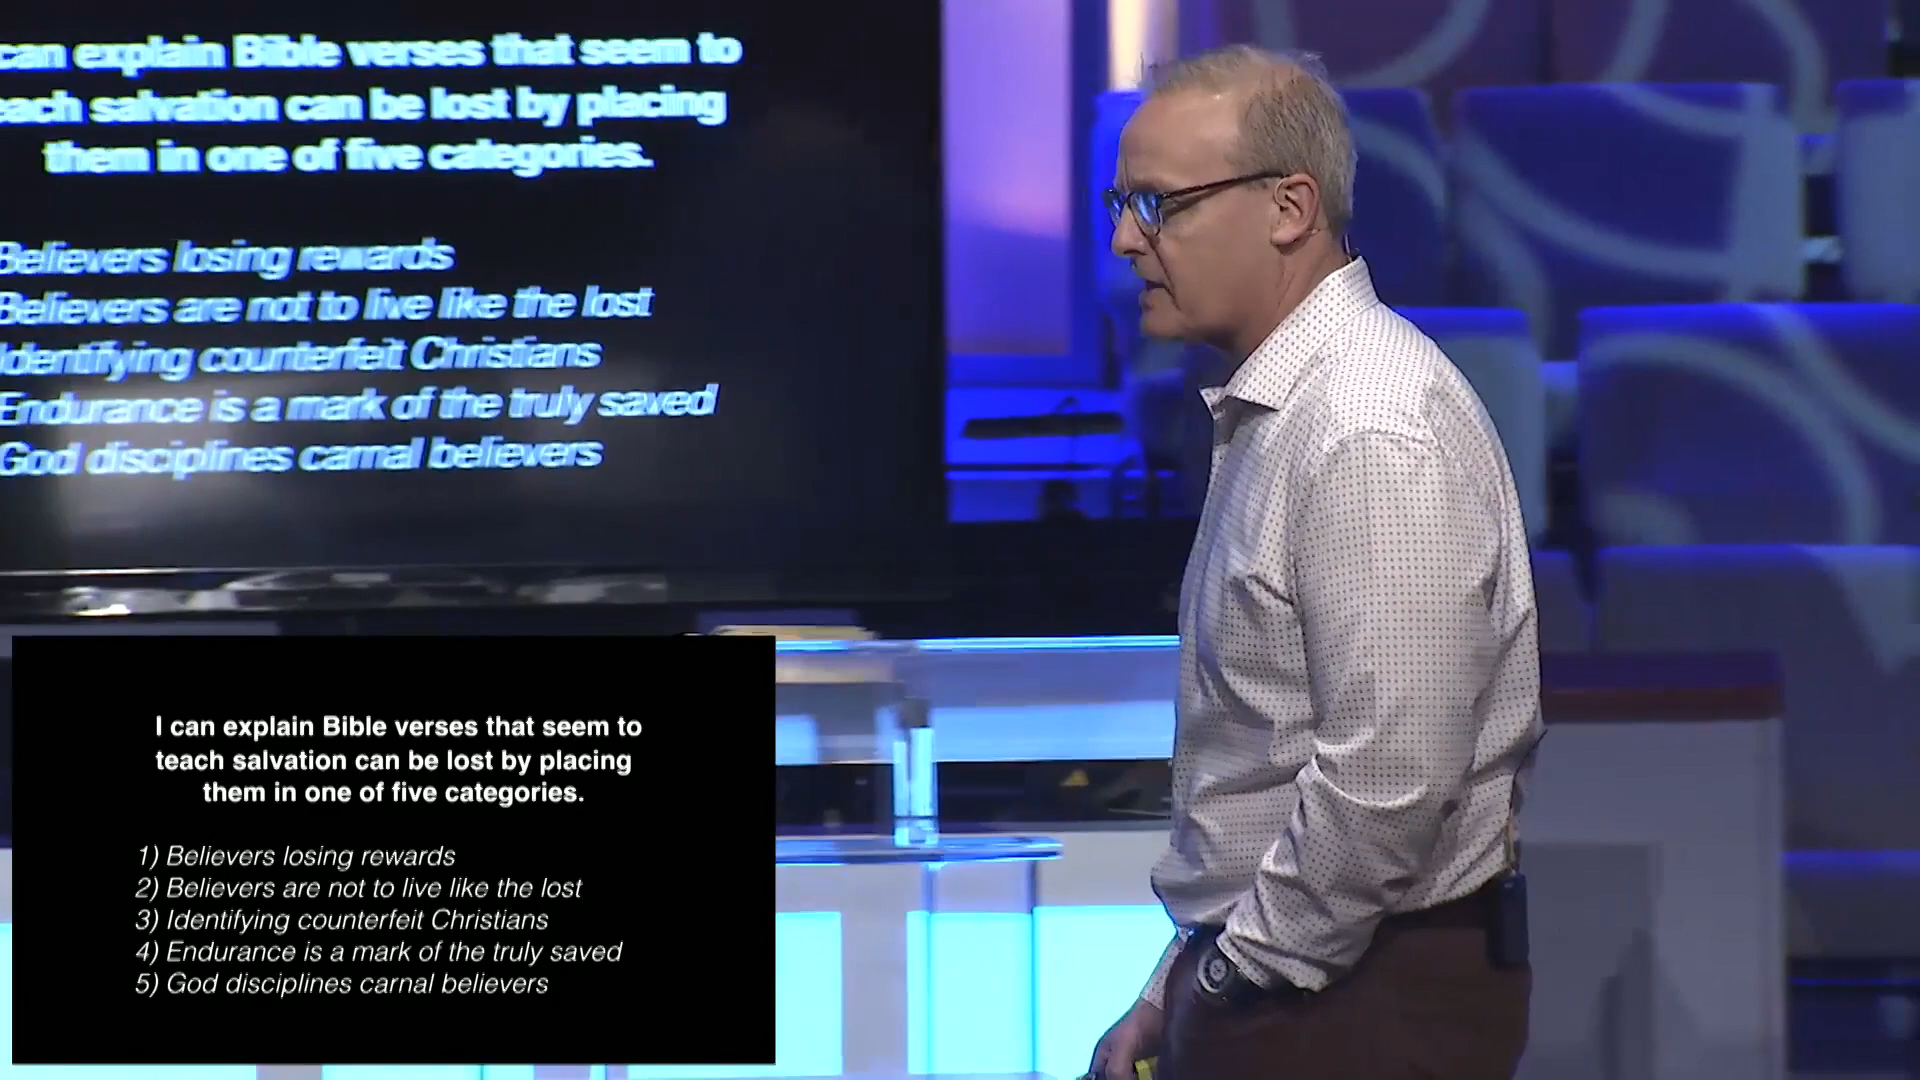 can explain Bible verses that seem to
each salvation can be lost by placing
them in one of five categories.
Believers losing rewards
Believers are not to live like the lost
Identifying counterfeit Christians
Endurance is a mark of the truly saved
God disciplines carnal believers
I can explain Bible verses that seem to
teach salvation can be lost by placing
them in one of five categories.
1) Believers losing rewards
2) Believers are not to live like the lost
3) Identifying counterfeit Christians
4) Endurance is a mark of the truly saved
5) God disciplines carnal believers